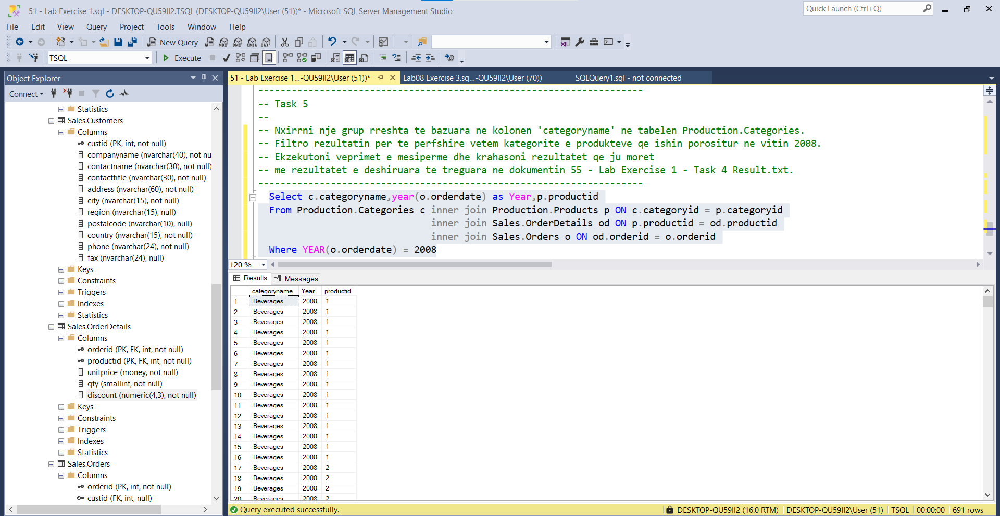 51 - Lab Exercise 1.sql - DESKTOP-QU59II2.TSQL (DESKTOP-QU59II2\User (51))* - Microsoft SQL Server Management Studio
Quick Launch (Ctrl+Q)
File Edit View Query Project Tools Window Help
New Query MDX DMX XMLA DAX
TSQL Execute
Object Explorer
Connect
Statistics
Sales.Customers
Columns
custid (PK, int, not null)
companyname (nvarchar(40), not nu
contactname (nvarchar(30), not null)
contacttitle (nvarchar(30), not null)
address (nvarchar(60), not null)
city (nvarchar(15), not null)
region (nvarchar(15), null)
postalcode (nvarchar(10), null)
country (nvarchar(15), not null)
phone (nvarchar(24), not null)
fax (nvarchar(24), null)
Keys
Constraints
Triggers
Indexes
Statistics
Sales.OrderDetails
Columns
orderid (PK, FK, int, not null)
productid (PK, FK, int, not null)
unitprice (money, not null)
qty (smallint, not null)
discount (numeric(4,3), not null)
Keys
Constraints
Triggers
Indexes
Statistics
Sales.Orders
Columns
orderid (PK, int, not null)
custid (FK, int, null)
51 - Lab Exercise 1...-QU59II2\User (51))* Lab08 Exercise 3.sq...-QU59II2\User (70)) SQLQuery1.sql - not connected
---------------------------------------------------------------------
-- Task 5
--
-- Nxirrni nje grup rreshta te bazuara ne kolonen 'categoryname' ne tabelen Production.Categories.
-- Filtro rezultatin per te perfshire vetem kategorite e produkteve qe ishin porositur ne vitin 2008.
-- Ekzekutoni veprimet e mesiperme dhe krahasoni rezultatet qe ju moret
-- me rezultatet e deshiruara te treguara ne dokumentin 55 - Lab Exercise 1 - Task 4 Result.txt.
---------------------------------------------------------------------
Select c.categoryname,year(o.orderdate) as Year,p.productid
From Production.Categories c inner join Production.Products p ON c.categoryid = p.categoryid
inner join Sales.OrderDetails od ON p.productid = od.productid
inner join Sales.Orders o ON od.orderid = o.orderid
Where YEAR(o.orderdate) = 2008
120 %
Results Messages
categoryname Year productid
1 Beverages 2008 1
2 Beverages 2008 1
3 Beverages 2008 1
4 Beverages 2008 1
5 Beverages 2008 1
6 Beverages 2008 1
7 Beverages 2008 1
8 Beverages 2008 1
9 Beverages 2008 1
10 Beverages 2008 1
11 Beverages 2008 1
12 Beverages 2008 1
13 Beverages 2008 1
14 Beverages 2008 1
15 Beverages 2008 1
16 Beverages 2008 1
17 Beverages 2008 2
18 Beverages 2008 2
19 Beverages 2008 2
20 Beverages 2008 2
Query executed successfully. DESKTOP-QU59II2 (16.0 RTM) DESKTOP-QU59II2\User (51) TSQL 00:00:00 691 rows